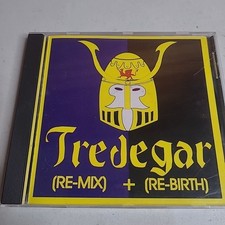 Tredegar
(RE-MIX) + (RE-BIRTH)